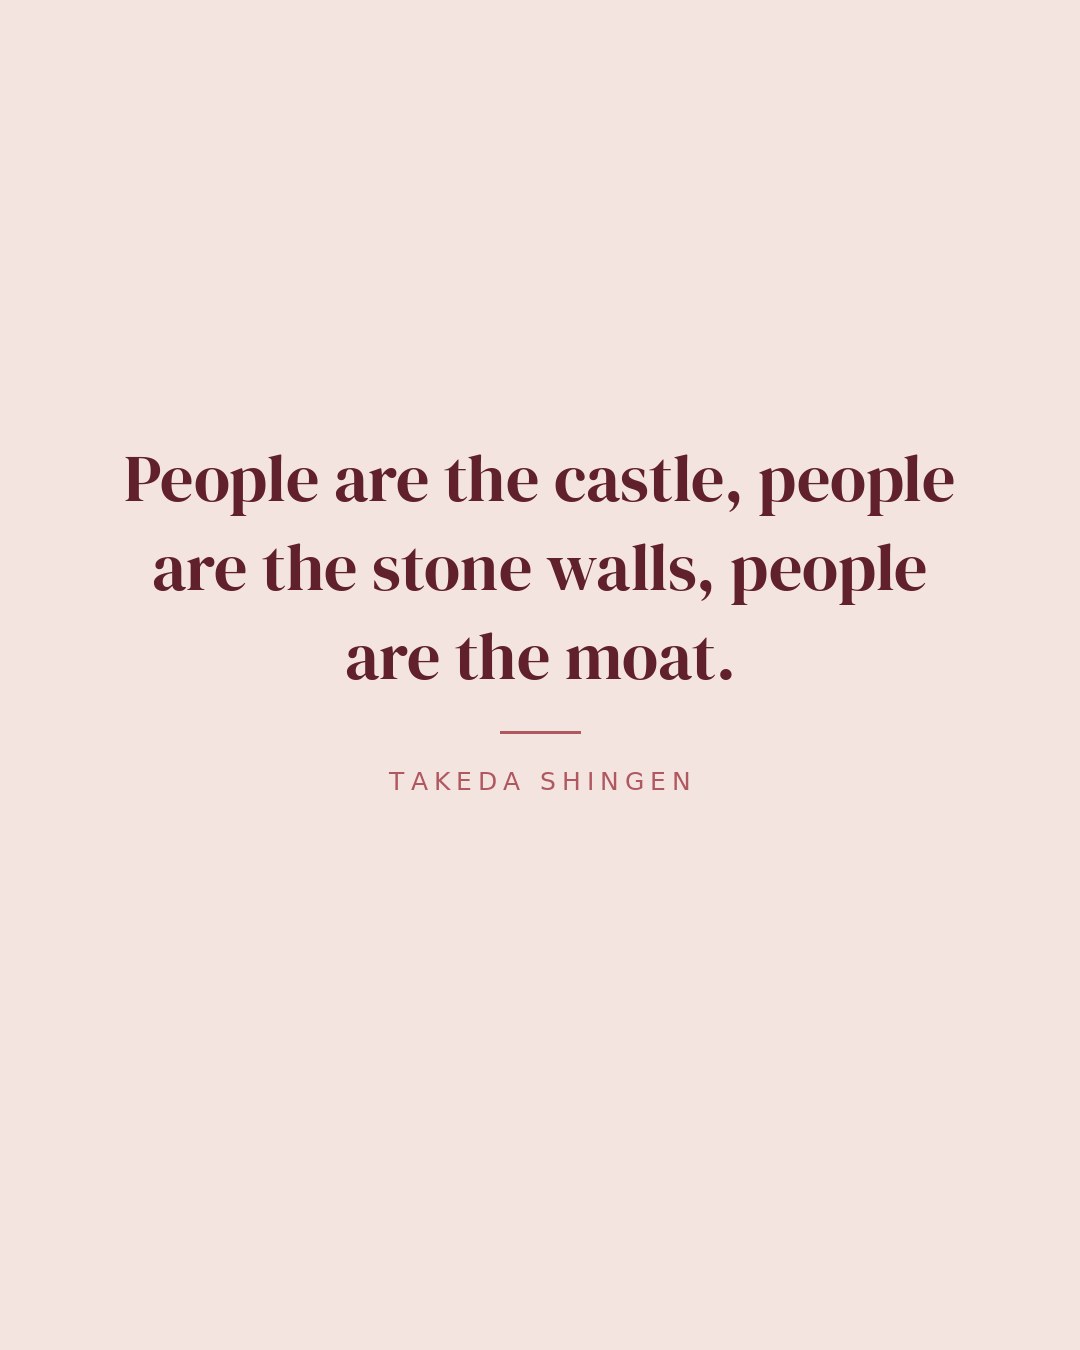 People are the castle, people
are the stone walls, people
are the moat.
TAKEDA SHINGEN